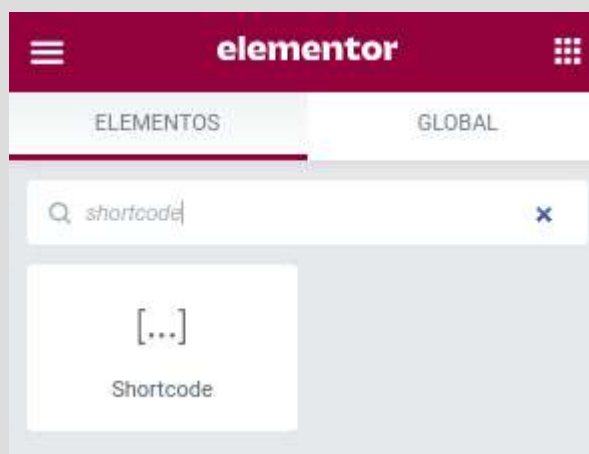 elementor
ELEMENTOS GLOBAL
shortcode
[...]
Shortcode